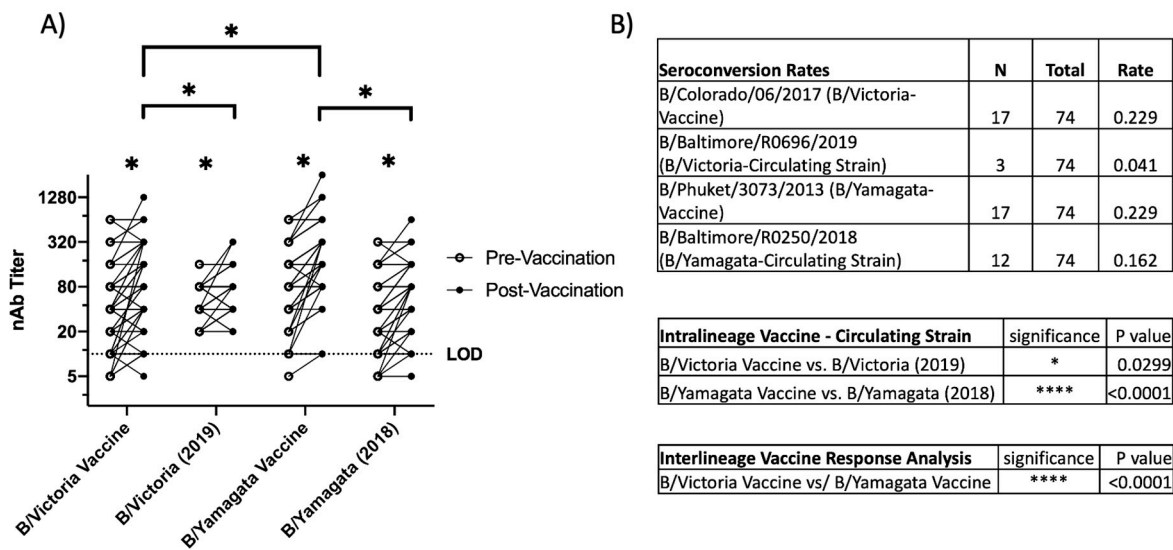 A)
*
*
*
*
*
*
*
nAb Titer
1280
320
80
20
5
LOD
Pre-Vaccination
Post-Vaccination
B/Victoria Vaccine
B/Victoria (2019)
B/Yamagata Vaccine
B/Yamagata (2018)
B)
Seroconversion Rates N Total Rate
B/Colorado/06/2017 (B/Victoria-
Vaccine) 17 74 0.229
B/Baltimore/R0696/2019
(B/Victoria-Circulating Strain) 3 74 0.041
B/Phuket/3073/2013 (B/Yamagata-
Vaccine) 17 74 0.229
B/Baltimore/R0250/2018
(B/Yamagata-Circulating Strain) 12 74 0.162
Intralineage Vaccine - Circulating Strain significance P value
B/Victoria Vaccine vs. B/Victoria (2019) * 0.0299
B/Yamagata Vaccine vs. B/Yamagata (2018) **** <0.0001
Interlineage Vaccine Response Analysis significance P value
B/Victoria Vaccine vs/ B/Yamagata Vaccine **** <0.0001